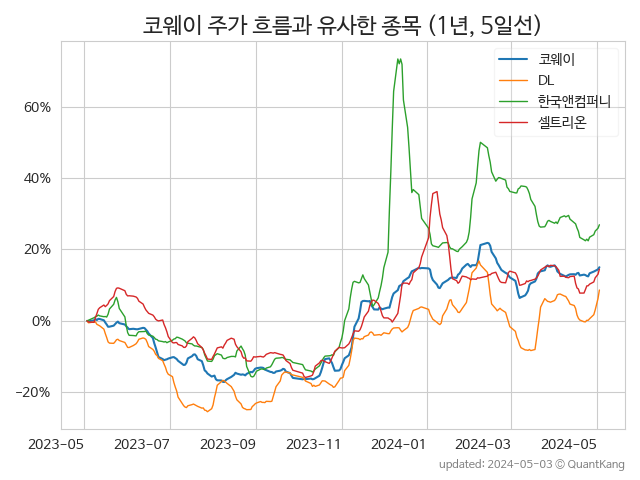 코웨이 주가 흐름과 유사한 종목 (1년, 5일선)
코웨이
DL
한국앤컴퍼니
셀트리온
60%
40%
20%
0%
−20%
2023-05 2023-07 2023-09 2023-11 2024-01 2024-03 2024-05
updated: 2024-05-03 © QuantKang